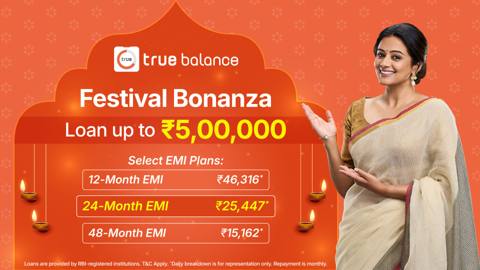 true
true balance
Festival Bonanza
Loan up to ₹5,00,000
Select EMI Plans:
12-Month EMI ₹46,316*
24-Month EMI ₹25,447*
48-Month EMI ₹15,162*
Loans are provided by RBI-registered institutions. T&C Apply. *Daily breakdown is for representation only. Repayment is monthly.